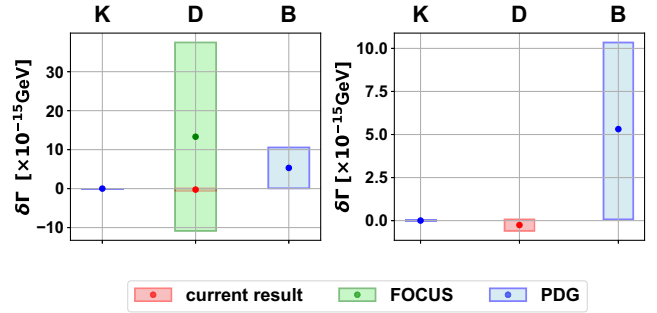 K D B K D B
δΓ [×10⁻¹⁵GeV]
30
20
10
0
−10
δΓ [×10⁻¹⁵GeV]
10.0
7.5
5.0
2.5
0.0
current result FOCUS PDG